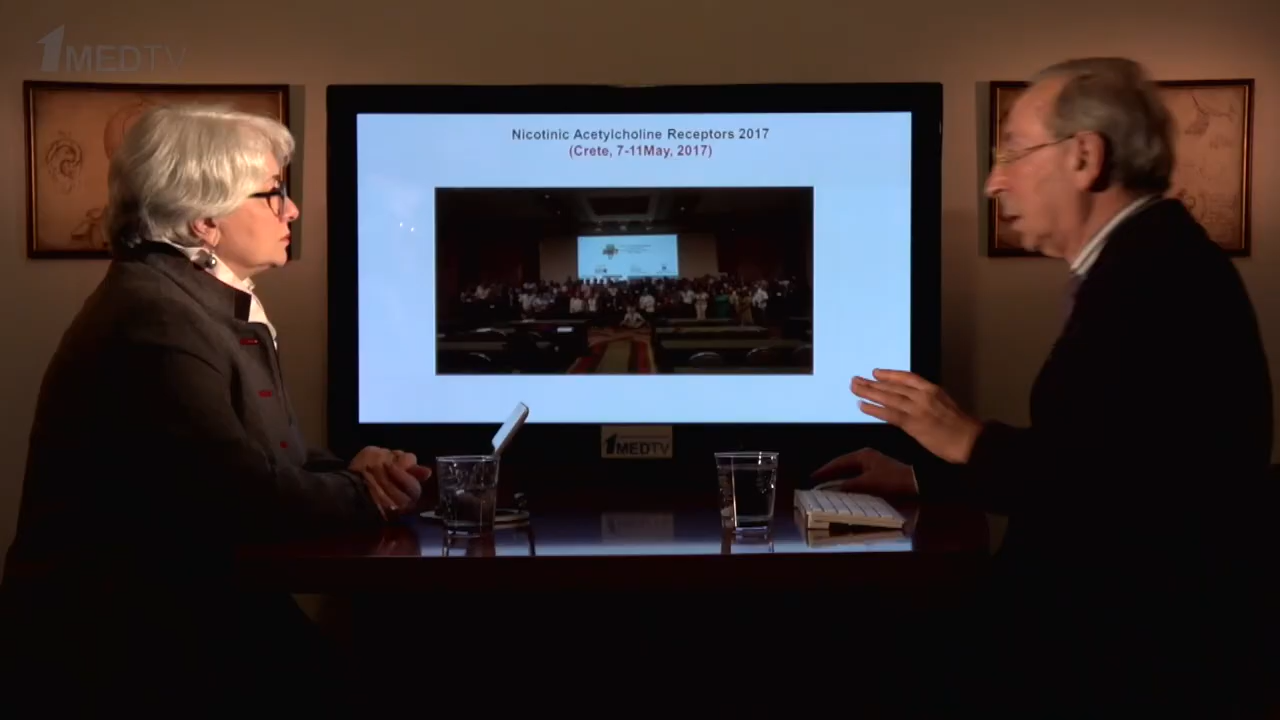 1MEDTV
Nicotinic Acetylcholine Receptors 2017
(Crete, 7-11May, 2017)
1MEDTV